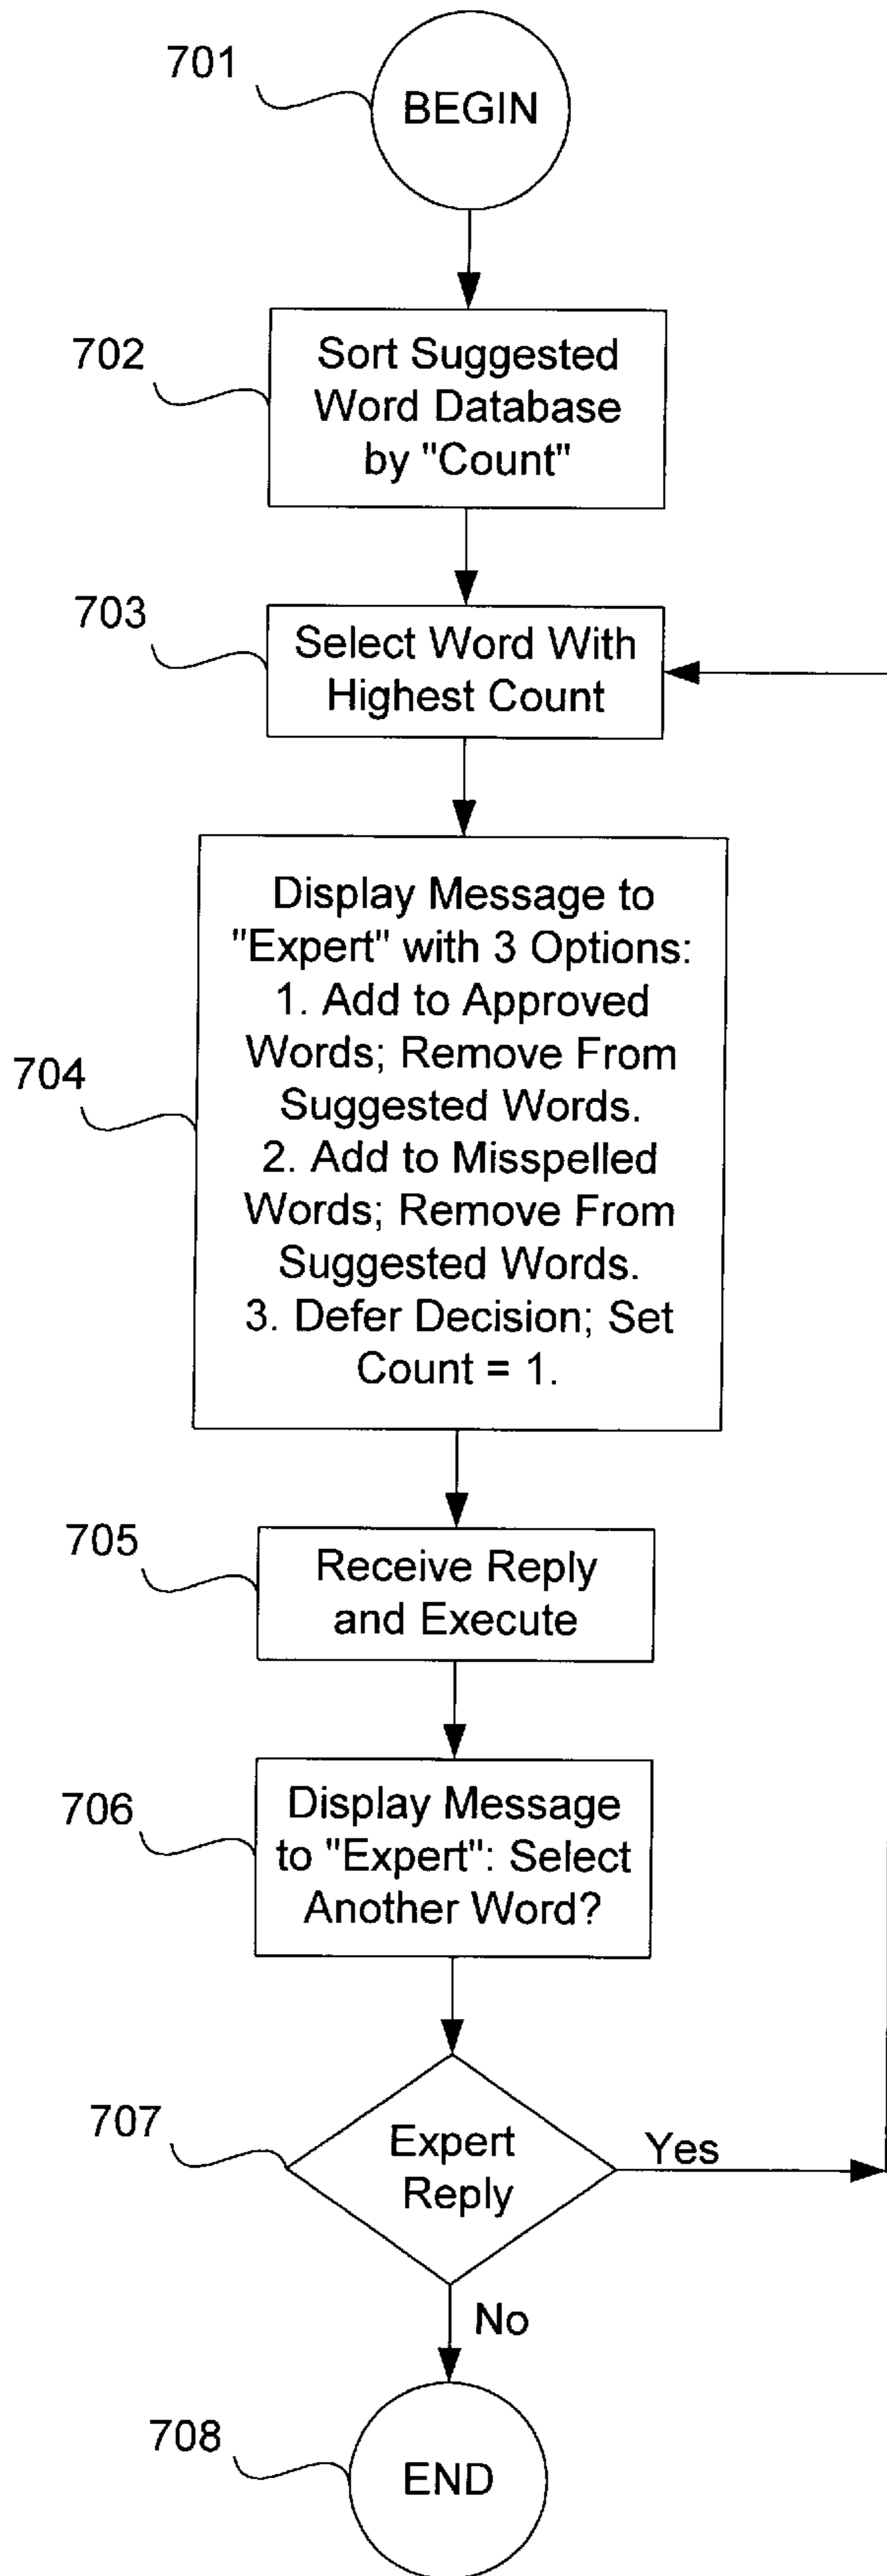 701
BEGIN
702
Sort Suggested
Word Database
by "Count"
703
Select Word With
Highest Count
704
Display Message to
"Expert" with 3 Options:
1. Add to Approved
Words; Remove From
Suggested Words.
2. Add to Misspelled
Words; Remove From
Suggested Words.
3. Defer Decision; Set
Count = 1.
705
Receive Reply
and Execute
706
Display Message
to "Expert": Select
Another Word?
707
Expert
Reply
Yes
No
708
END